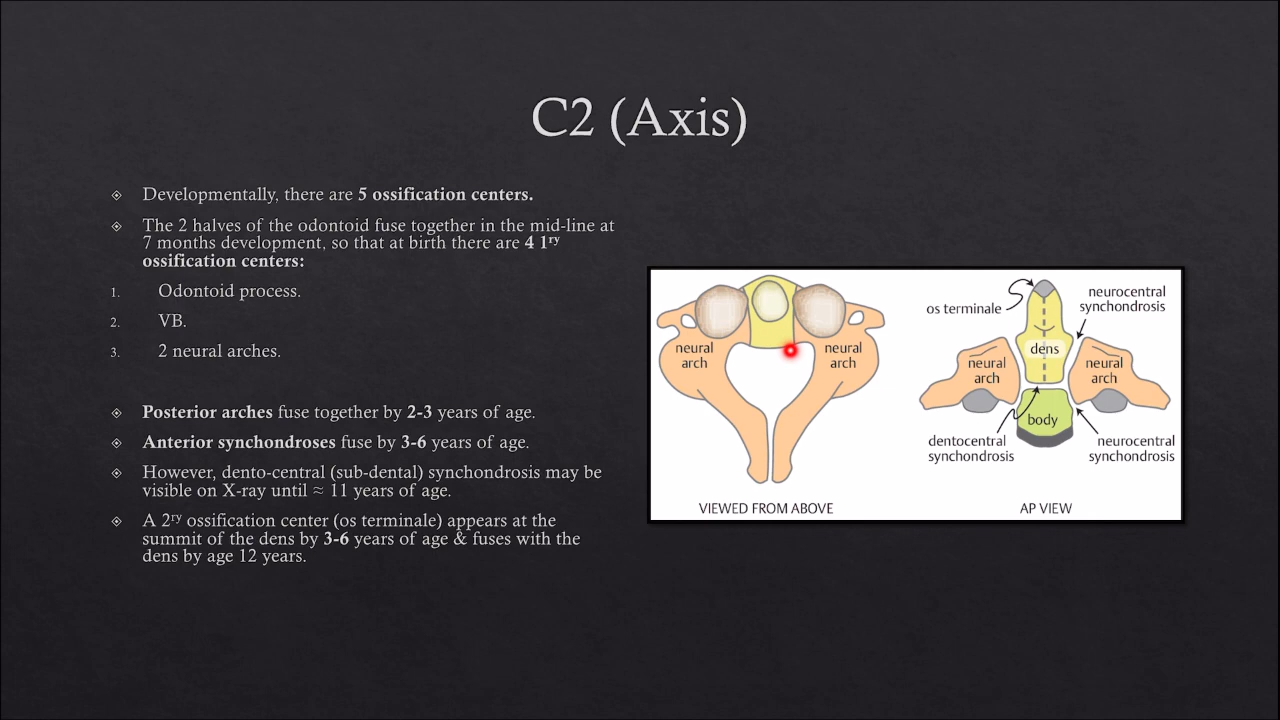 C2 (Axis)
Developmentally, there are 5 ossification centers.
The 2 halves of the odontoid fuse together in the mid-line at
7 months development, so that at birth there are 4 1ʳʸ
ossification centers:
1. Odontoid process.
2. VB.
3. 2 neural arches.
Posterior arches fuse together by 2-3 years of age.
Anterior synchondroses fuse by 3-6 years of age.
However, dento-central (sub-dental) synchondrosis may be
visible on X-ray until ≈ 11 years of age.
A 2ʳʸ ossification center (os terminale) appears at the
summit of the dens by 3-6 years of age & fuses with the
dens by age 12 years.
neural
arch
neural
arch
VIEWED FROM ABOVE
os terminale
neurocentral
synchondrosis
dens
neural
arch
neural
arch
body
dentocentral
synchondrosis
neurocentral
synchondrosis
AP VIEW